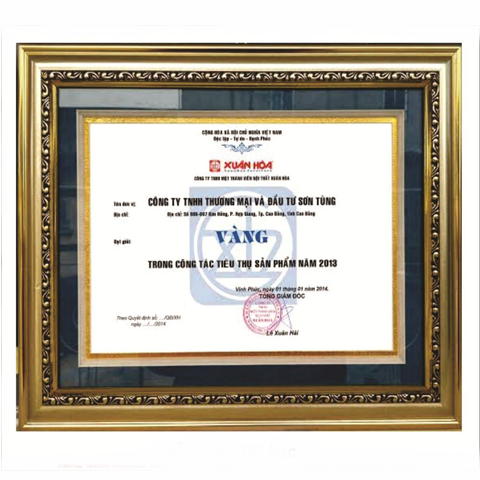 CỘNG HÒA XÃ HỘI CHỦ NGHĨA VIỆT NAM
Độc lập - Tự do - Hạnh Phúc
XUÂN HÒA
CÔNG TY TNHH MỘT THÀNH VIÊN NỘI THẤT XUÂN HÒA
Tên đơn vị: CÔNG TY TNHH THƯƠNG MẠI VÀ ĐẦU TƯ SƠN TÙNG
Địa chỉ: Địa chỉ: Kim Đồng, P. Hợp Giang, Tp. Cao Bằng, Tỉnh Cao Bằng
Đạt giải: VÀNG
TRONG CÔNG TÁC TIÊU THỤ SẢN PHẨM NĂM 2013
Vĩnh Phúc, ngày 01 tháng 01 năm 2014.
TỔNG GIÁM ĐỐC
Theo Quyết định số: ..../QĐ/XH
ngày ..../..../2014
Lê Xuân Hải